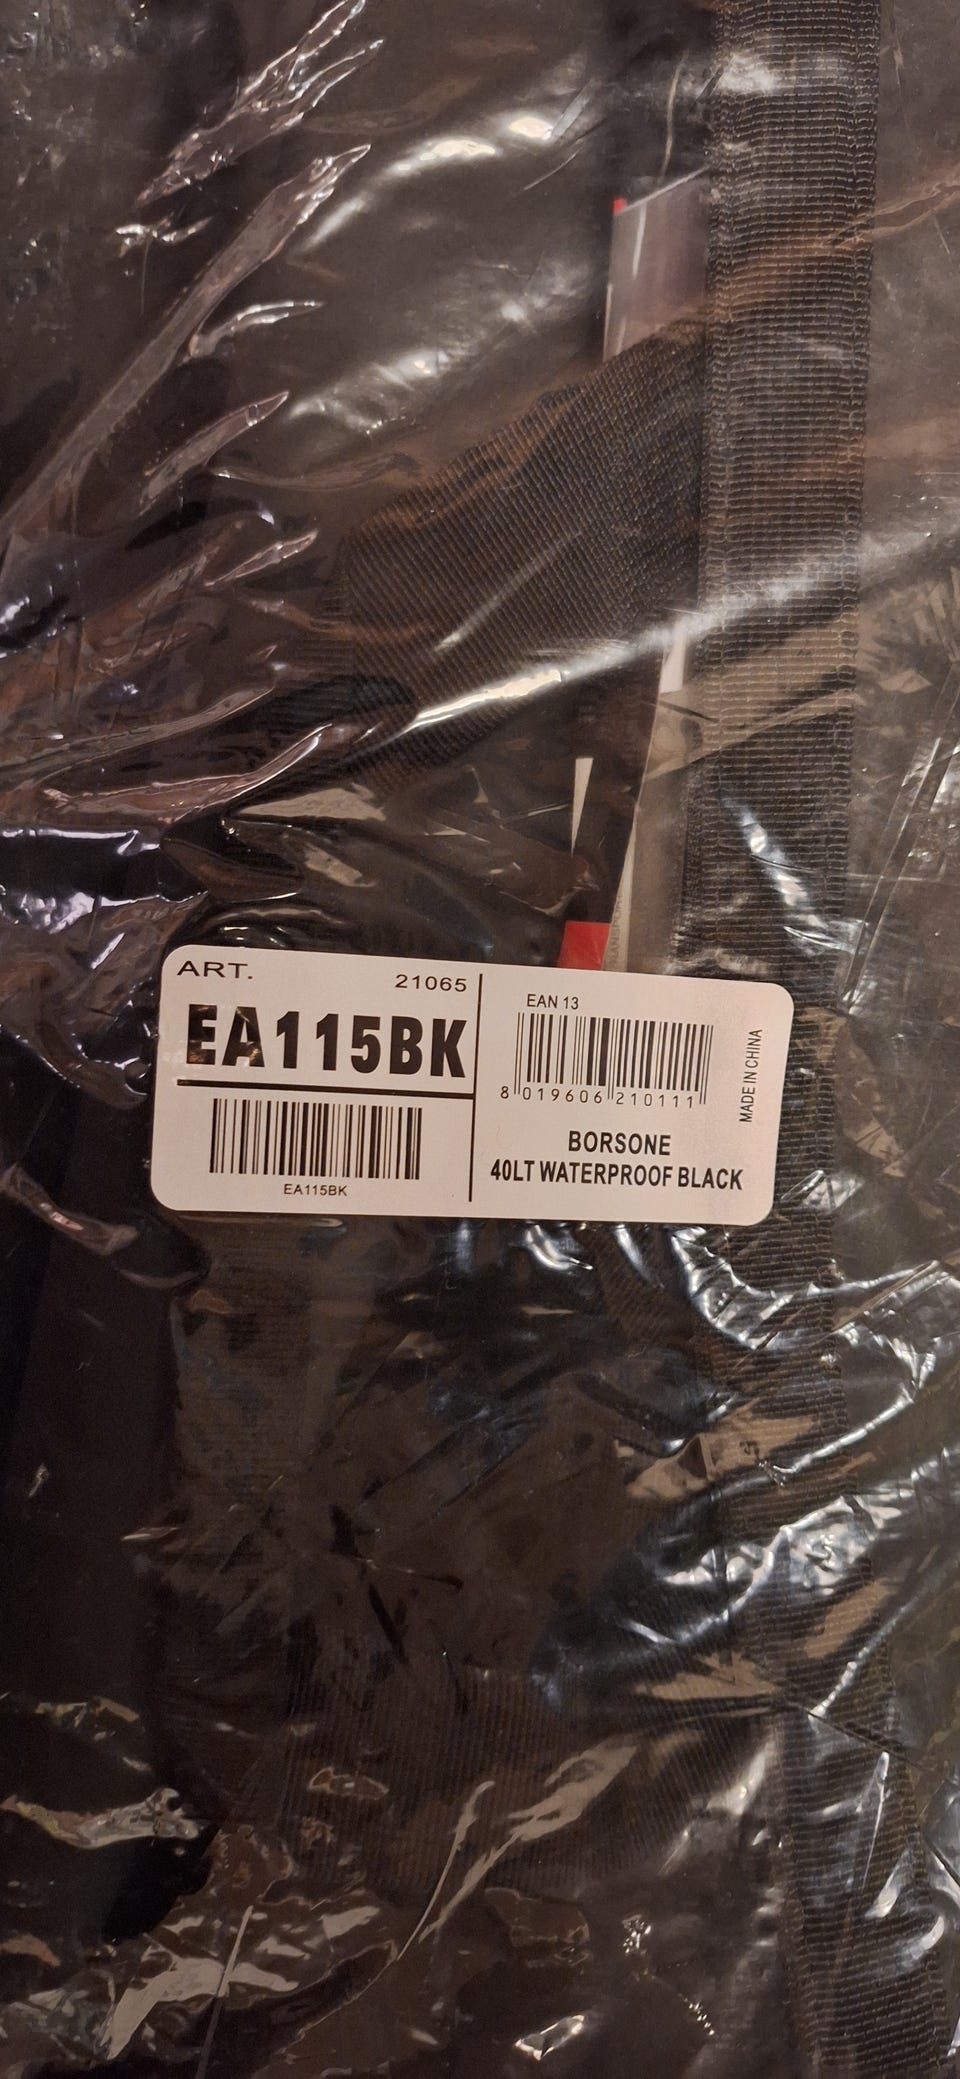 ART.
21065
EA115BK
EA115BK
EAN 13
8 019606 210111
BORSONE
40LT WATERPROOF BLACK
MADE IN CHINA